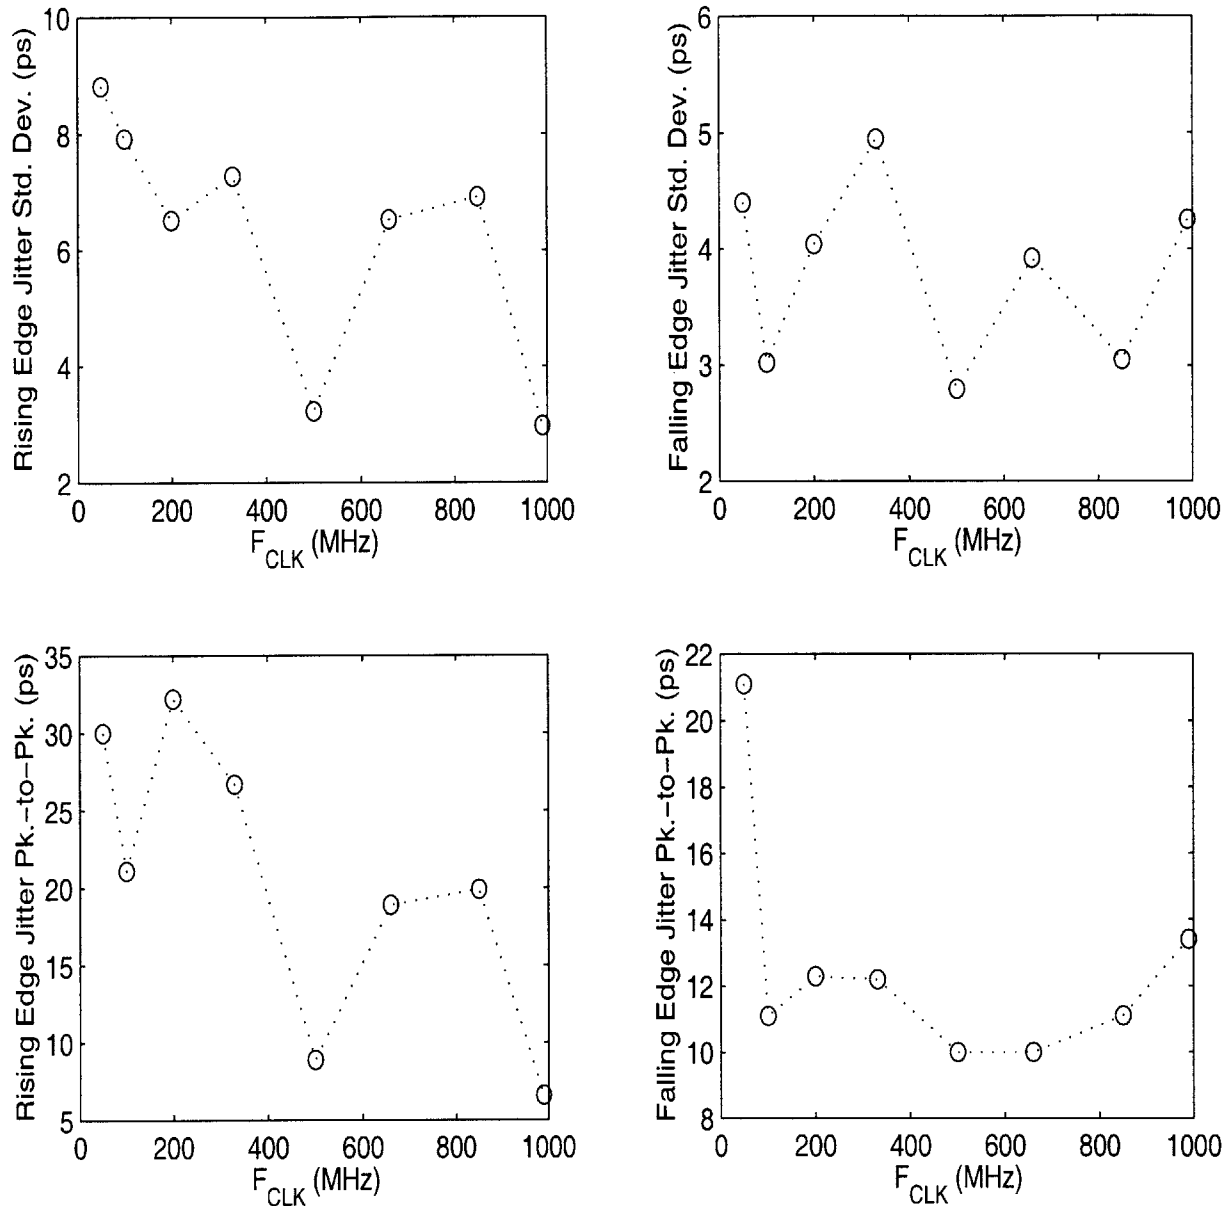 Rising Edge Jitter Std. Dev. (ps)
10
8
6
4
2
0 200 400 600 800 1000
F_CLK (MHz)
Falling Edge Jitter Std. Dev. (ps)
6
5
4
3
2
0 200 400 600 800 1000
F_CLK (MHz)
Rising Edge Jitter Pk.-to-Pk. (ps)
35
30
25
20
15
10
5
0 200 400 600 800 1000
F_CLK (MHz)
Falling Edge Jitter Pk.-to-Pk. (ps)
22
20
18
16
14
12
10
8
0 200 400 600 800 1000
F_CLK (MHz)